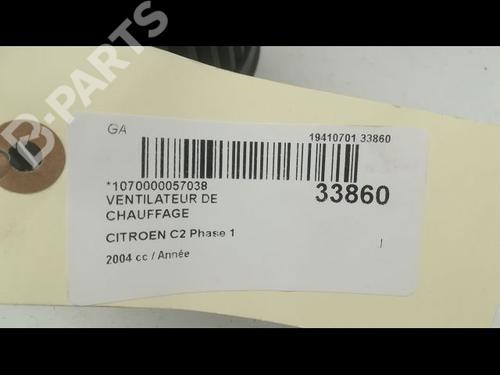 B-PARTS
GA
19410701 33860
*1070000057038
33860
VENTILATEUR DE
CHAUFFAGE
CITROEN C2 Phase 1
2004 cc / Année